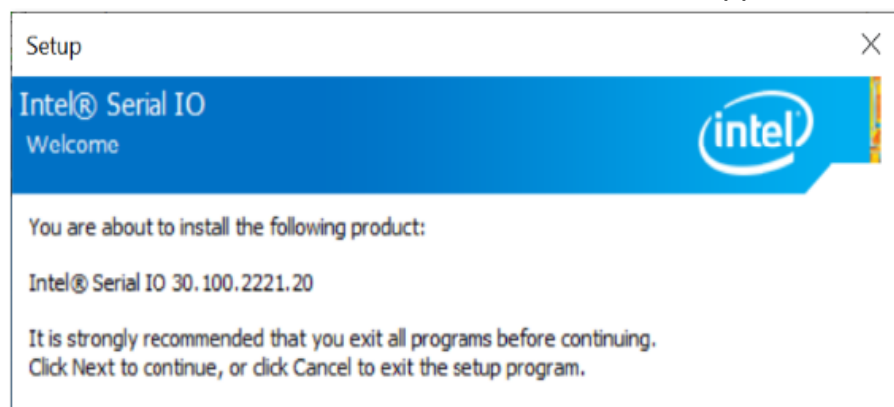 Setup
Intel® Serial IO
Welcome
intel
You are about to install the following product:
Intel® Serial IO 30.100.2221.20
It is strongly recommended that you exit all programs before continuing.
Click Next to continue, or click Cancel to exit the setup program.